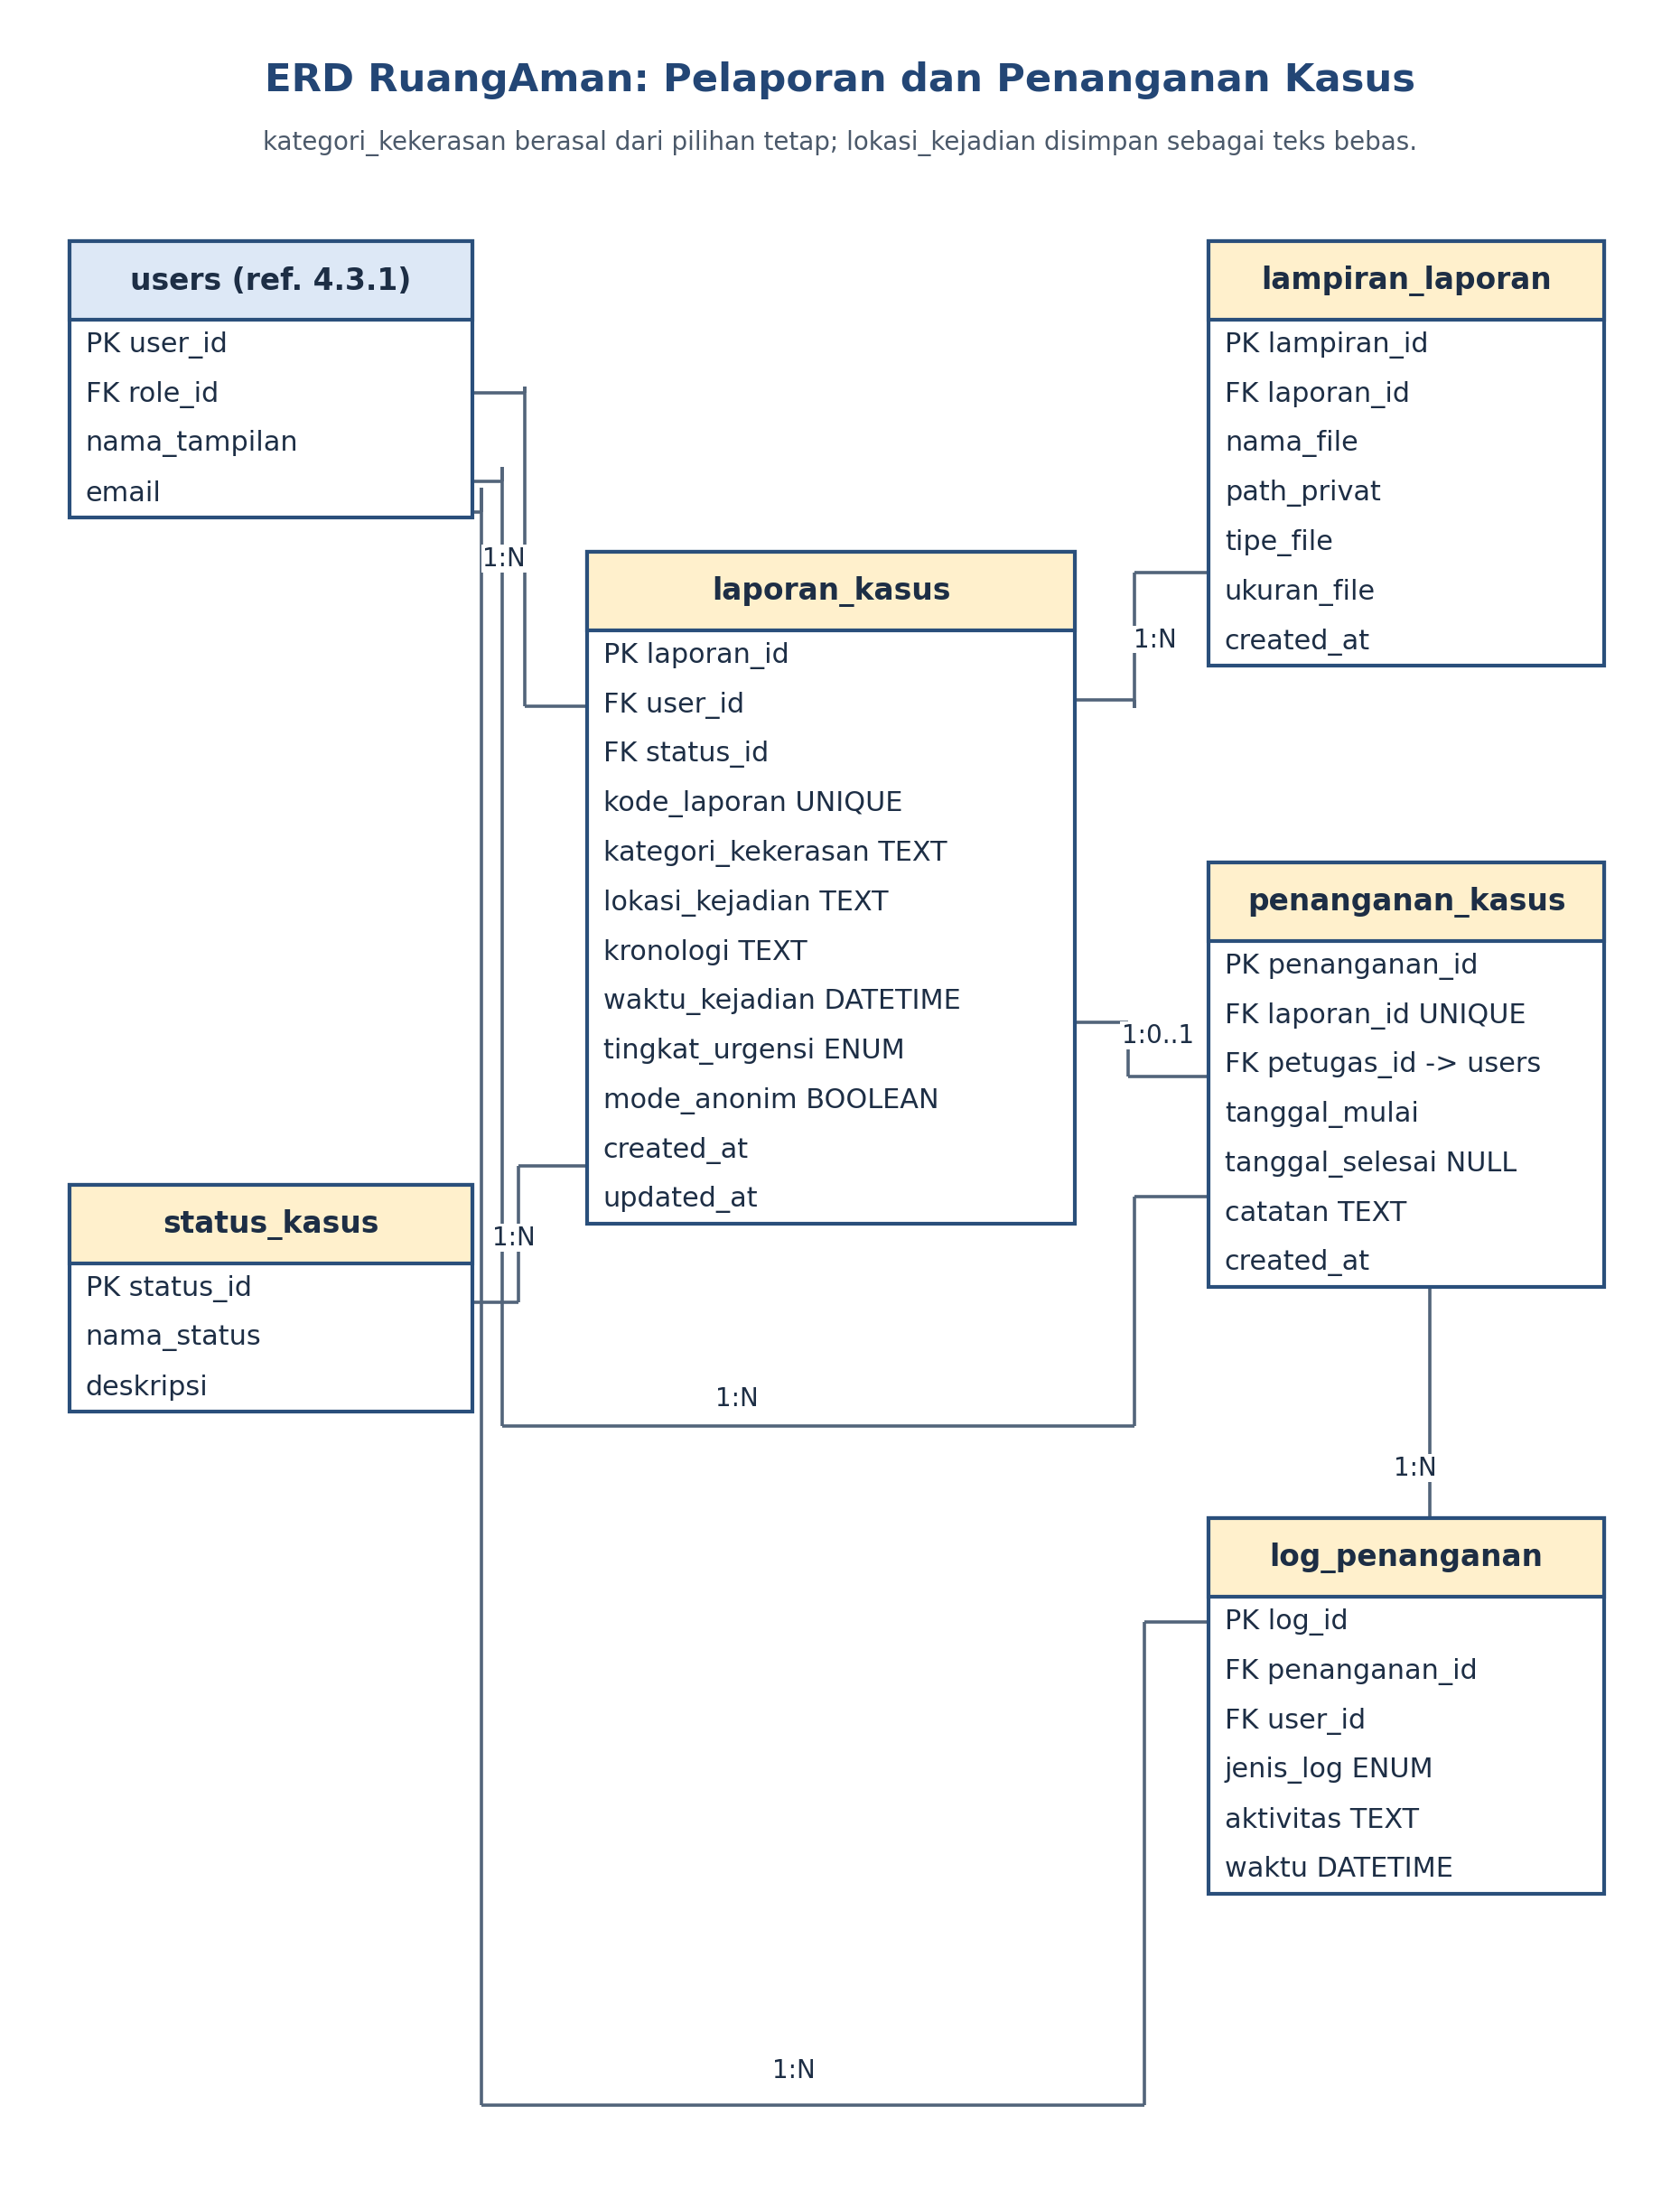 ERD RuangAman: Pelaporan dan Penanganan Kasus
kategori_kekerasan berasal dari pilihan tetap; lokasi_kejadian disimpan sebagai teks bebas.
users (ref. 4.3.1)
PK user_id
FK role_id
nama_tampilan
email
lampiran_laporan
PK lampiran_id
FK laporan_id
nama_file
path_privat
tipe_file
ukuran_file
created_at
1:N
laporan_kasus
PK laporan_id
FK user_id
FK status_id
kode_laporan UNIQUE
kategori_kekerasan TEXT
lokasi_kejadian TEXT
kronologi TEXT
waktu_kejadian DATETIME
tingkat_urgensi ENUM
mode_anonim BOOLEAN
created_at
updated_at
1:N
penanganan_kasus
PK penanganan_id
FK laporan_id UNIQUE
FK petugas_id -> users
tanggal_mulai
tanggal_selesai NULL
catatan TEXT
created_at
1:0..1
status_kasus
PK status_id
nama_status
deskripsi
1:N
1:N
1:N
log_penanganan
PK log_id
FK penanganan_id
FK user_id
jenis_log ENUM
aktivitas TEXT
waktu DATETIME
1:N